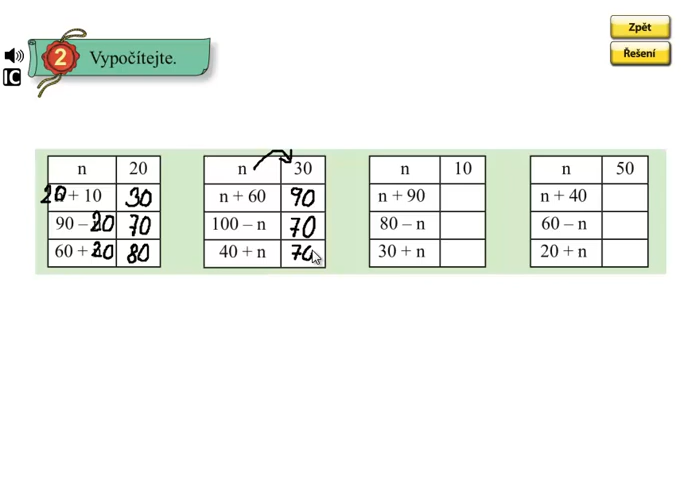 Zpět
2 Vypočítejte.
Řešení
IC
n 20
20 + 10 30
90 – 20 70
60 + 20 80
n 30
n + 60 90
100 – n 70
40 + n 70
n 10
n + 90
80 – n
30 + n
n 50
n + 40
60 – n
20 + n